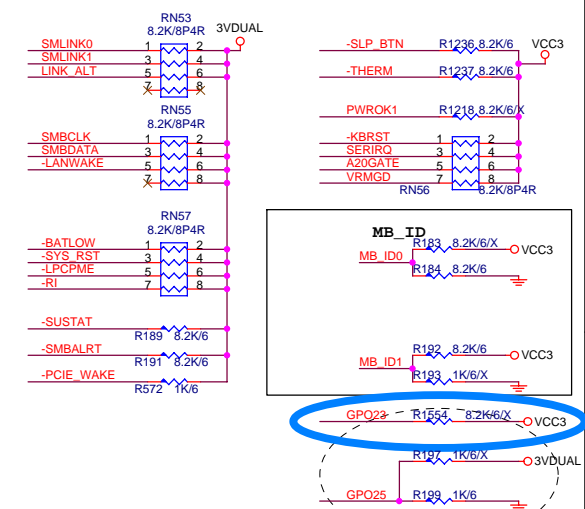 RN53
8.2K/8P4R
3VDUAL
SMLINK0 1 2
SMLINK1 3 4
LINK_ALT 5 6
7 8
RN55
8.2K/8P4R
SMBCLK 1 2
SMBDATA 3 4
-LANWAKE 5 6
7 8
RN57
8.2K/8P4R
-BATLOW 1 2
-SYS_RST 3 4
-LPCPME 5 6
-RI 7 8
-SUSTAT
R189 8.2K/6
-SMBALRT
R191 8.2K/6
-PCIE_WAKE
R572 1K/6
-SLP_BTN R1236 8.2K/6 VCC3
-THERM R1237 8.2K/6
PWROK1 R1218 8.2K/6/X
-KBRST 1 2
SERIRQ 3 4
A20GATE 5 6
VRMGD 7 8
RN56 8.2K/8P4R
MB_ID
R183 8.2K/6/X VCC3
MB_ID0
R184 8.2K/6
R192 8.2K/6 VCC3
MB_ID1
R193 1K/6/X
GPO23 R1554 8.2K/6/X VCC3
R197 1K/6/X 3VDUAL
GPO25 R199 1K/6